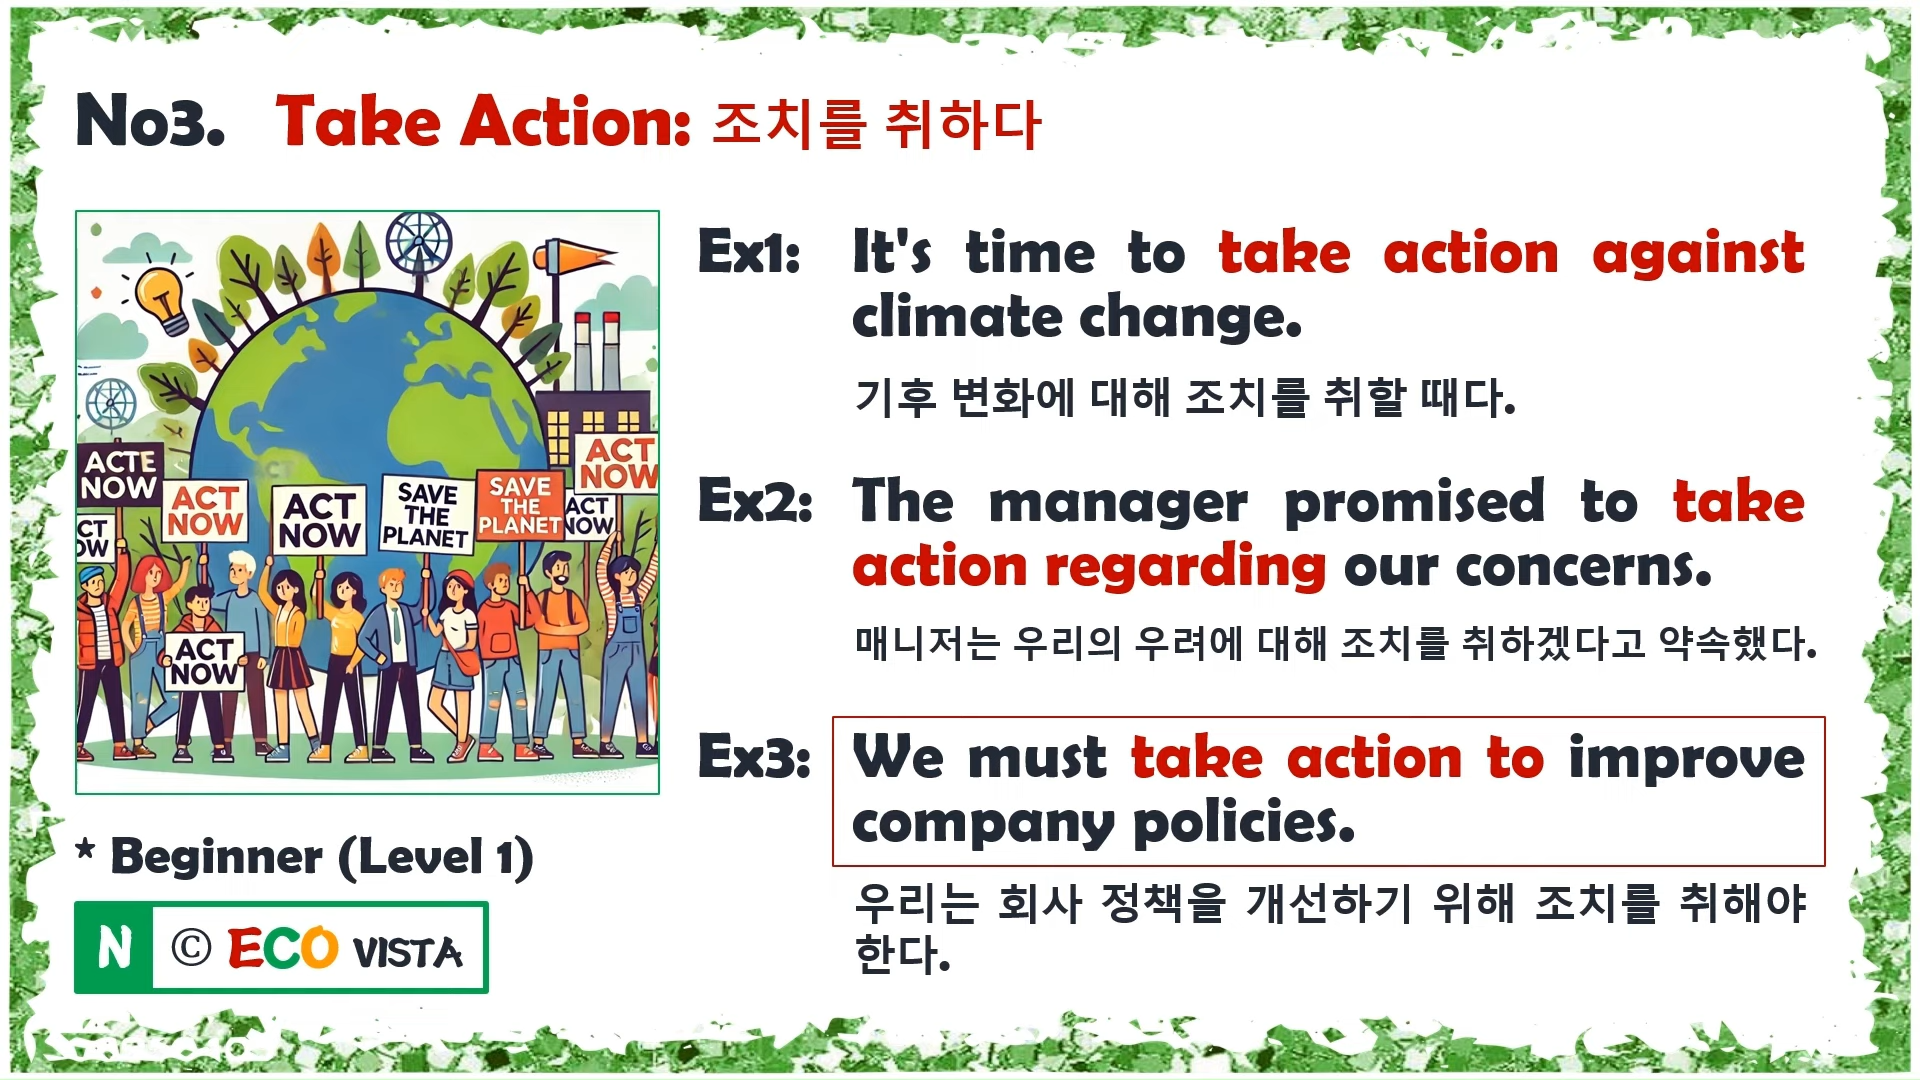 No3. Take Action: 조치를 취하다
Ex1: It's time to take action against
climate change.
기후 변화에 대해 조치를 취할 때다.
Ex2: The manager promised to take
action regarding our concerns.
매니저는 우리의 우려에 대해 조치를 취하겠다고 약속했다.
Ex3: We must take action to improve
company policies.
우리는 회사 정책을 개선하기 위해 조치를 취해야
한다.
ACTE
NOW
ACT
NOW
ACT
NOW
SAVE
THE
PLANET
SAVE
THE
PLANET
ACT
NOW
ACT
NOW
CT
OW
ACT
NOW
* Beginner (Level 1)
N © ECO VISTA